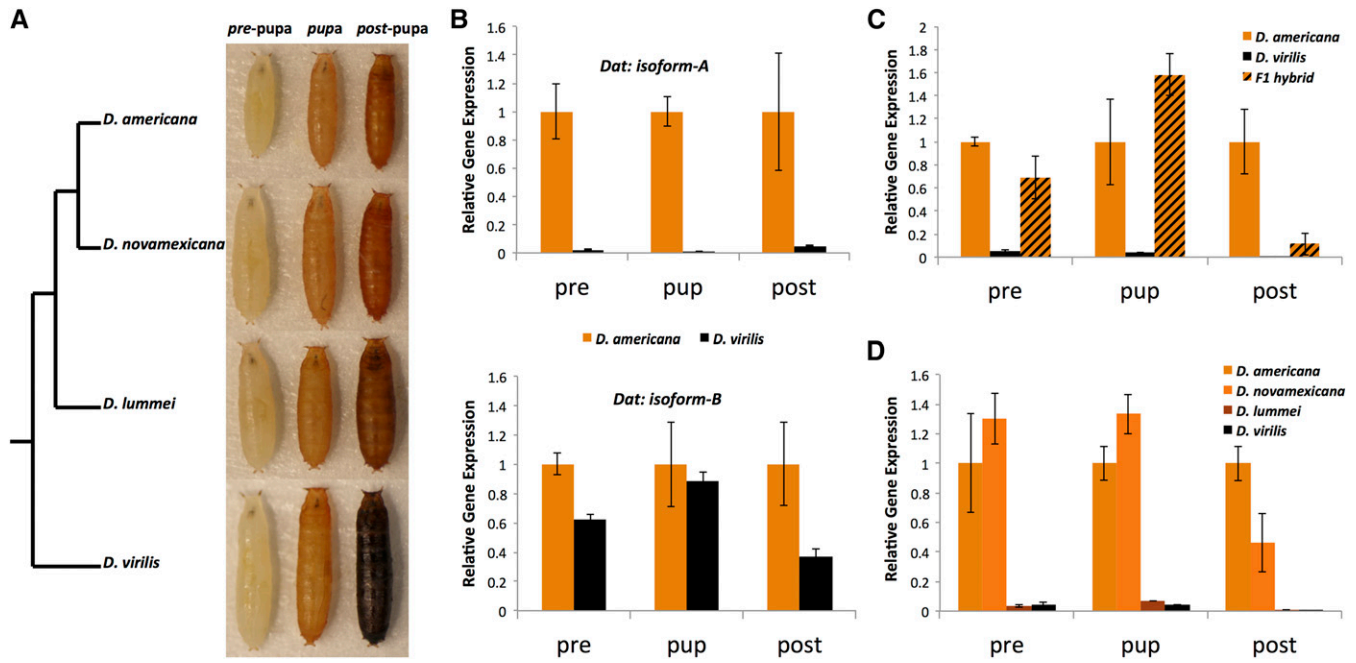 A
pre-pupa pupa post-pupa
D. americana
D. novamexicana
D. lummei
D. virilis
B
Relative Gene Expression
1.6
1.4
1.2
1
0.8
0.6
0.4
0.2
0
Dat: isoform-A
pre pup post
D. americana D. virilis
Relative Gene Expression
1.6
1.4
1.2
1
0.8
0.6
0.4
0.2
0
Dat: isoform-B
pre pup post
C
Relative Gene Expression
2
1.8
1.6
1.4
1.2
1
0.8
0.6
0.4
0.2
0
D. americana
D. virilis
F1 hybrid
pre pup post
D
Relative Gene Expression
1.6
1.4
1.2
1
0.8
0.6
0.4
0.2
0
D. americana
D. novamexicana
D. lummei
D. virilis
pre pup post